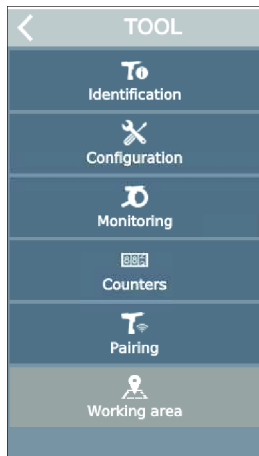 TOOL
Identification
Configuration
Monitoring
Counters
Pairing
Working area